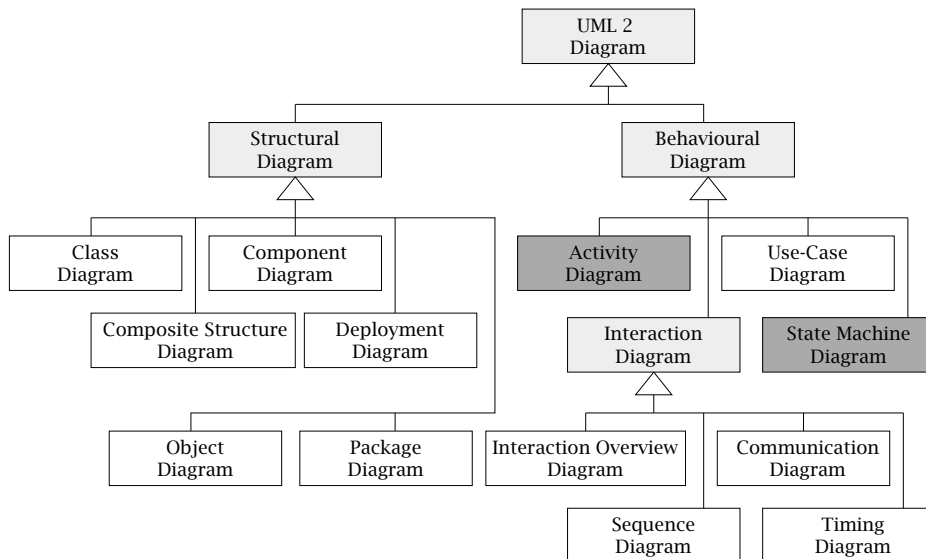 UML 2
Diagram
Structural
Diagram
Behavioural
Diagram
Class
Diagram
Component
Diagram
Activity
Diagram
Use-Case
Diagram
Composite Structure
Diagram
Deployment
Diagram
Interaction
Diagram
State Machine
Diagram
Object
Diagram
Package
Diagram
Interaction Overview
Diagram
Communication
Diagram
Sequence
Diagram
Timing
Diagram